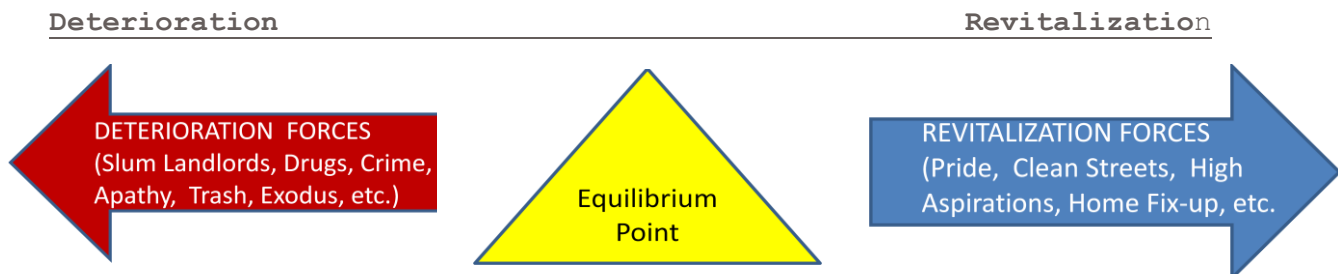 Deterioration Revitalization
DETERIORATION FORCES
(Slum Landlords, Drugs, Crime,
Apathy, Trash, Exodus, etc.)
Equilibrium
Point
REVITALIZATION FORCES
(Pride, Clean Streets, High
Aspirations, Home Fix-up, etc.